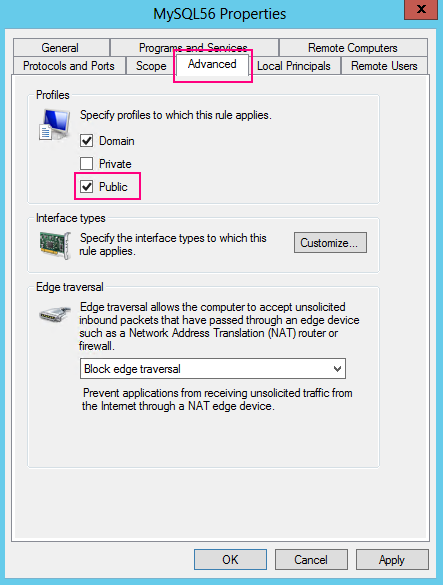 MySQL56 Properties
x
General
Programs and Services
Remote Computers
Protocols and Ports
Scope
Advanced
Local Principals
Remote Users
Profiles
Specify profiles to which this rule applies.
Domain
Private
Public
Interface types
Specify the interface types to which this
rule applies.
Customize...
Edge traversal
Edge traversal allows the computer to accept unsolicited
inbound packets that have passed through an edge device
such as a Network Address Translation (NAT) router or
firewall.
Block edge traversal
Prevent applications from receiving unsolicited traffic from
the Internet through a NAT edge device.
OK
Cancel
Apply